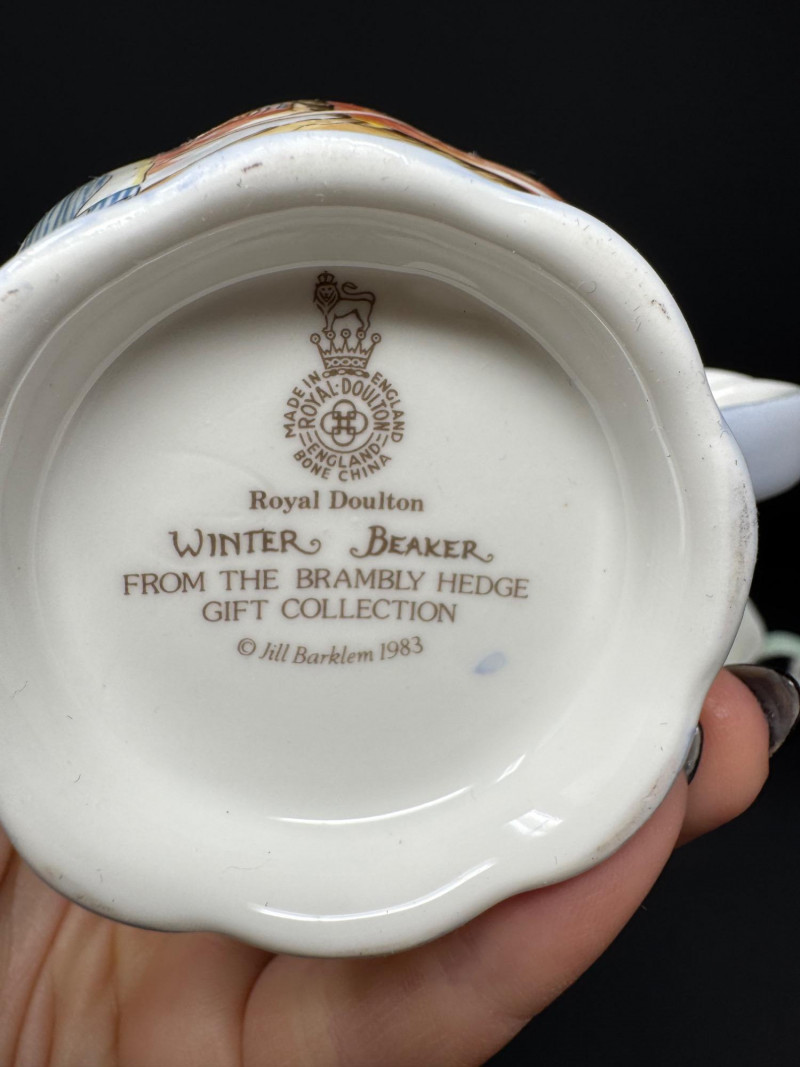 MADE IN ENGLAND
ROYAL·DOULTON
ENGLAND
BONE CHINA
Royal Doulton
WINTER BEAKER
FROM THE BRAMBLY HEDGE
GIFT COLLECTION
© Jill Barklem 1983